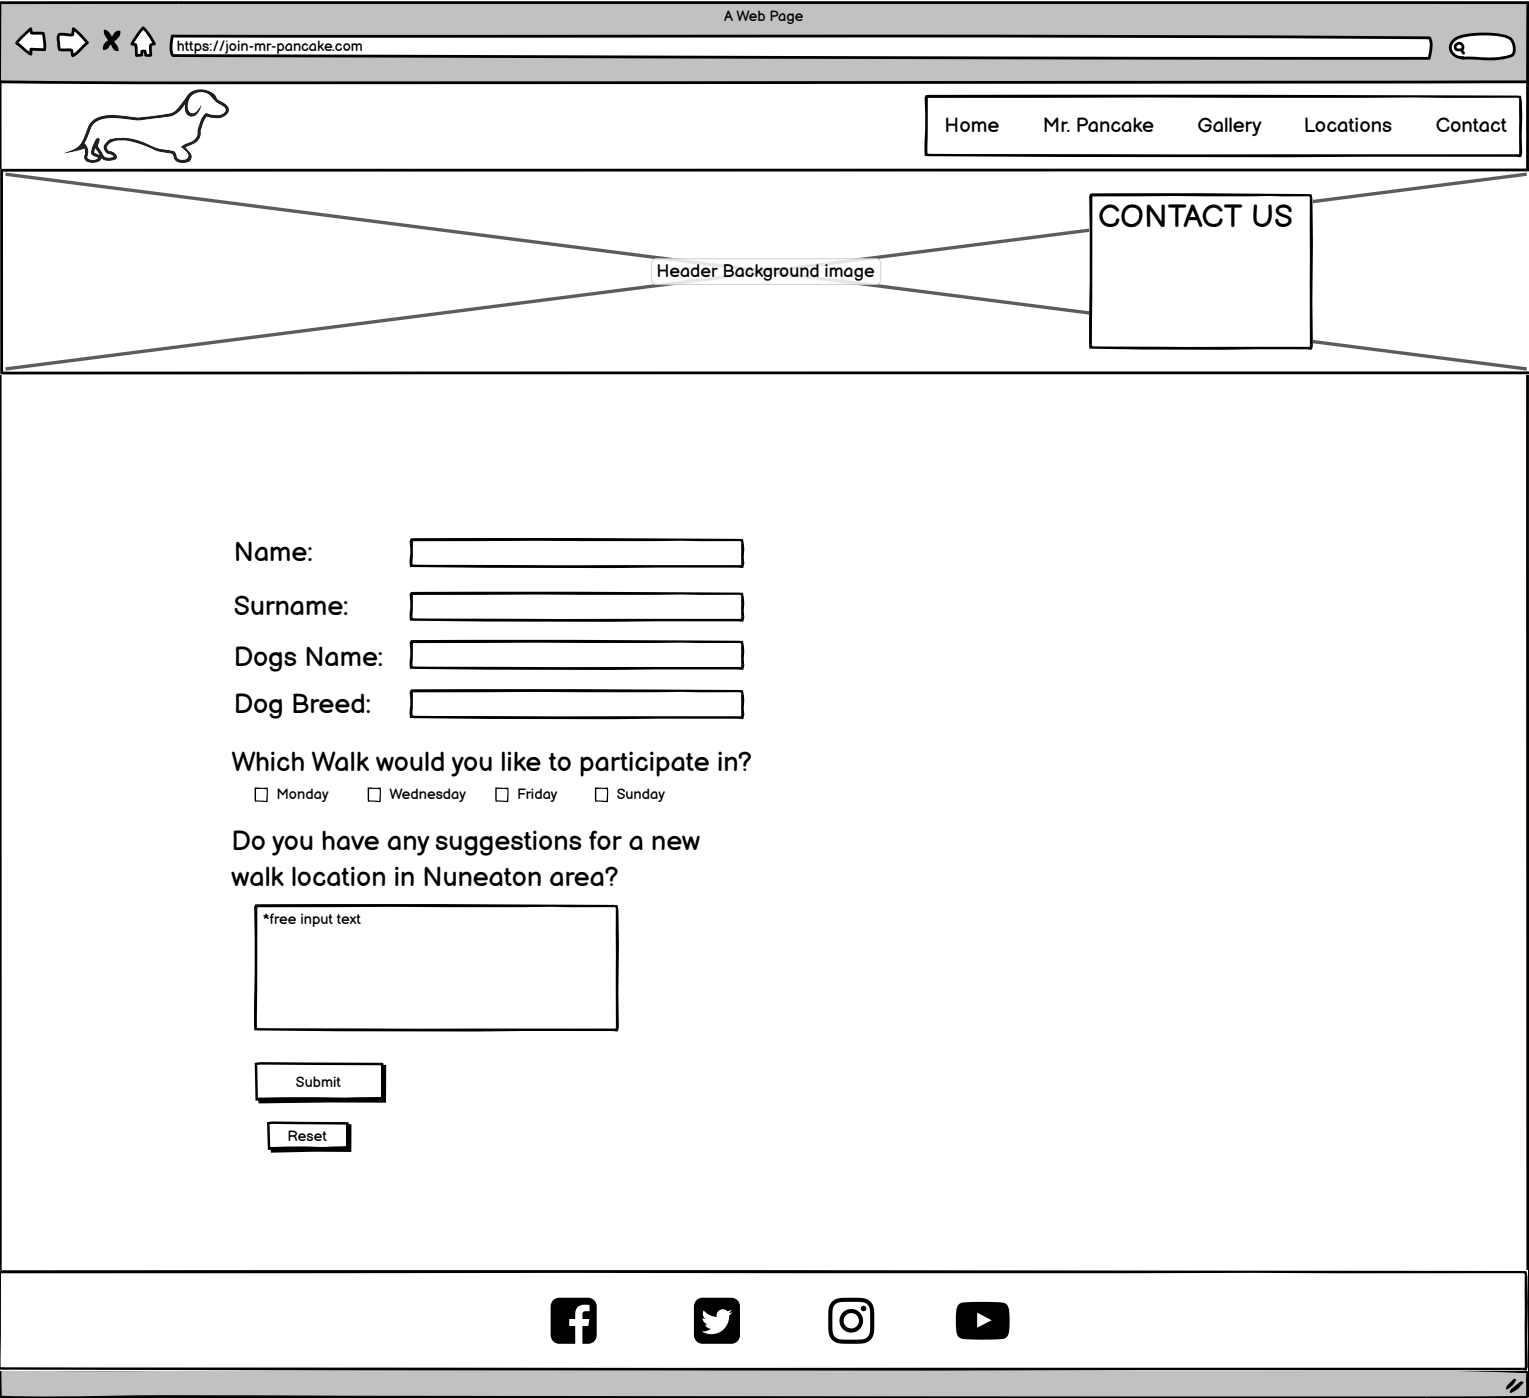 A Web Page
https://join-mr-pancake.com
Home Mr. Pancake Gallery Locations Contact
CONTACT US
Header Background image
Name:
Surname:
Dogs Name:
Dog Breed:
Which Walk would you like to participate in?
Monday Wednesday Friday Sunday
Do you have any suggestions for a new
walk location in Nuneaton area?
*free input text
Submit
Reset